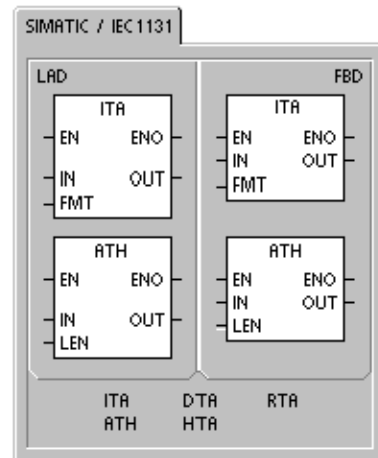 SIMATIC / IEC1131
LAD
ITA
EN ENO
IN OUT
FMT
ATH
EN ENO
IN OUT
LEN
FBD
ITA
EN ENO
IN OUT
FMT
ATH
EN ENO
IN OUT
LEN
ITA DTA RTA
ATH HTA